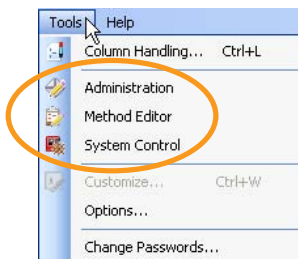 Tools Help
Column Handling... Ctrl+L
Administration
Method Editor
System Control
Customize... Ctrl+W
Options...
Change Passwords...